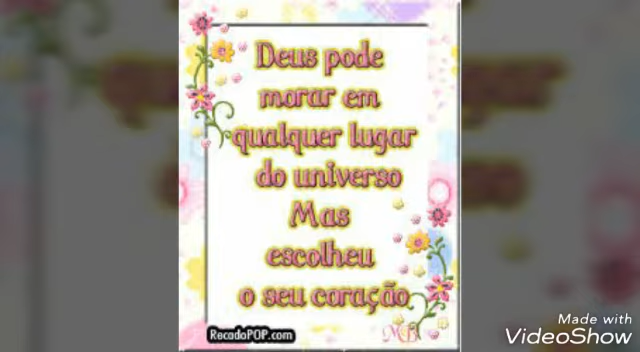 Deus pode
morar em
qualquer lugar
do universo
Mas
escolheu
o seu coração
RecadoPOP.com
Made with
VideoShow